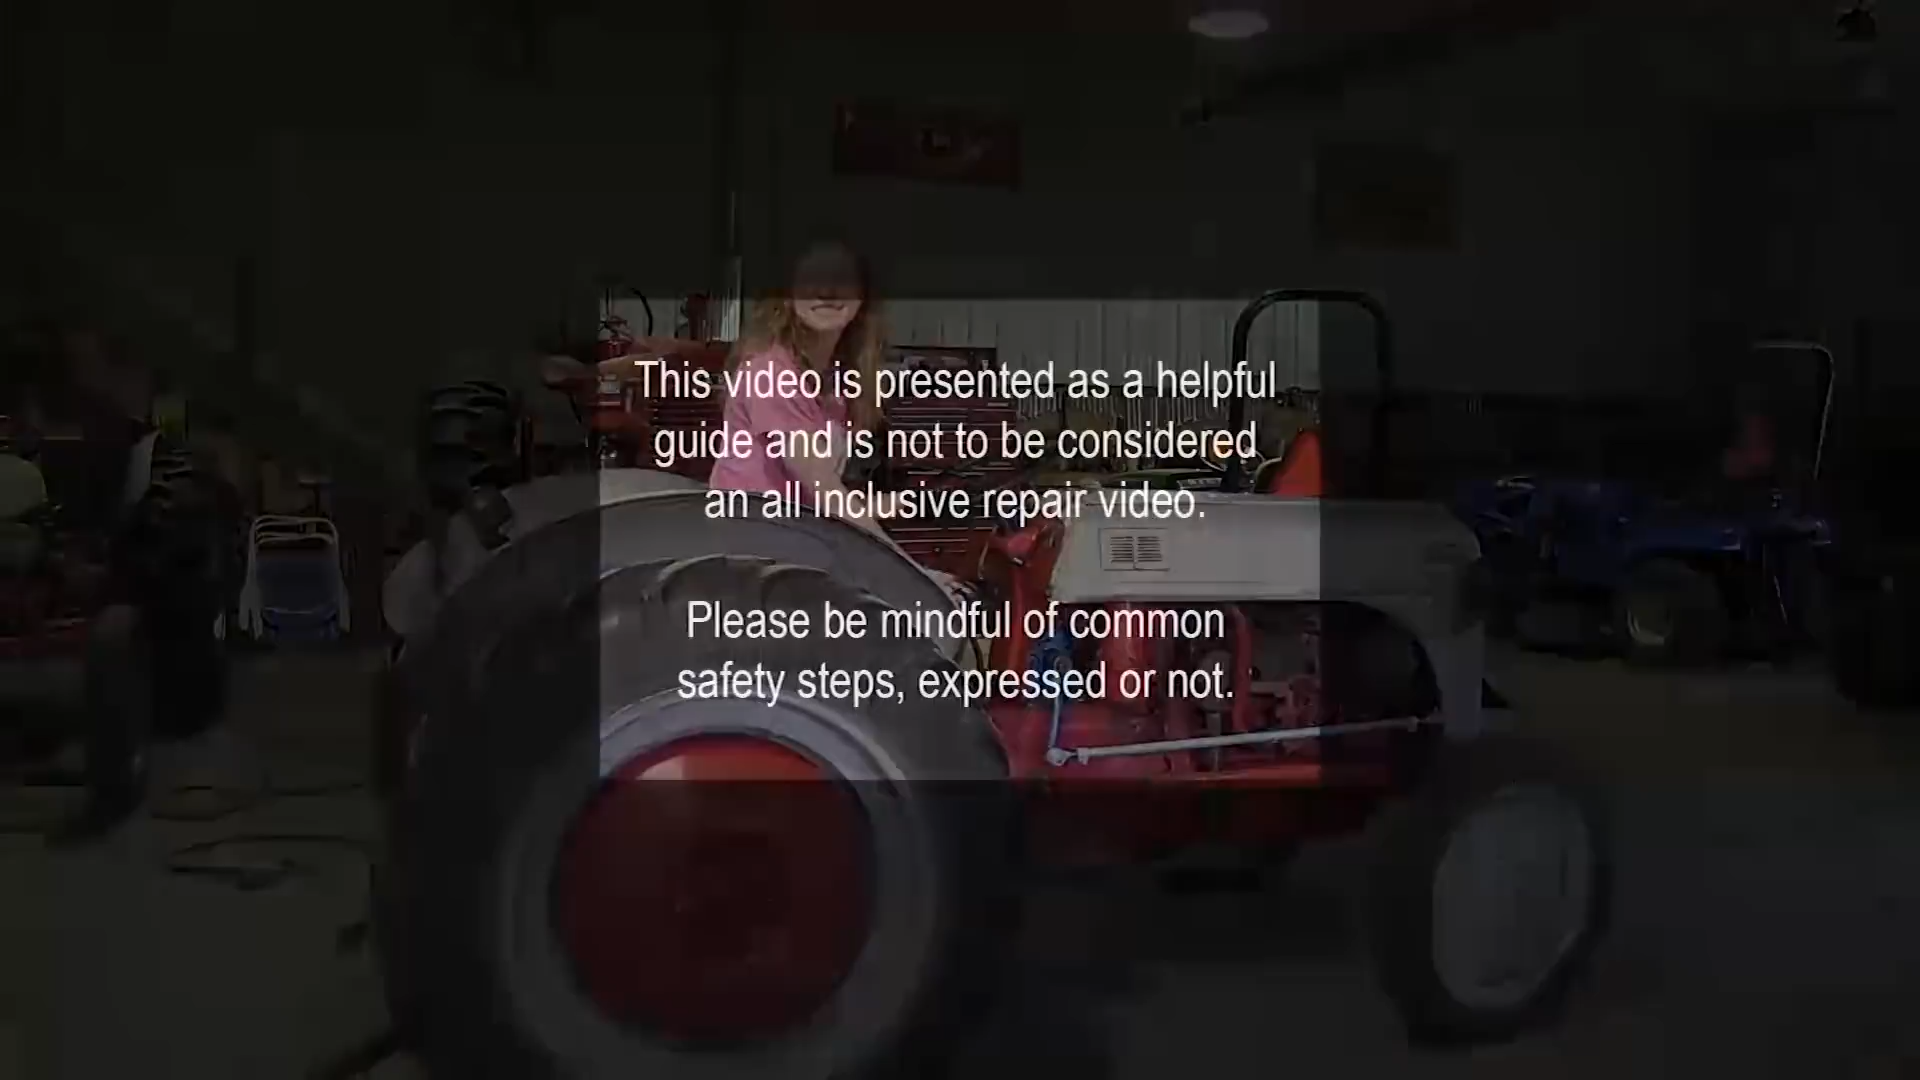 This video is presented as a helpful
guide and is not to be considered
an all inclusive repair video.
Please be mindful of common
safety steps, expressed or not.